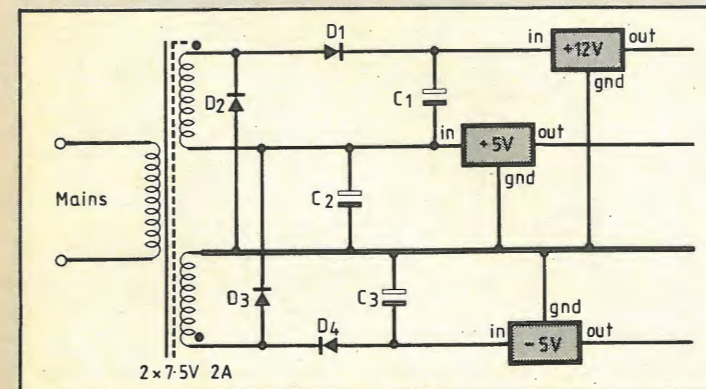 D1
in
+12V
out
gnd
D2
C1
in
+5V
out
gnd
Mains
C2
D3
C3
gnd
D4
in
-5V
out
2×7·5V 2A